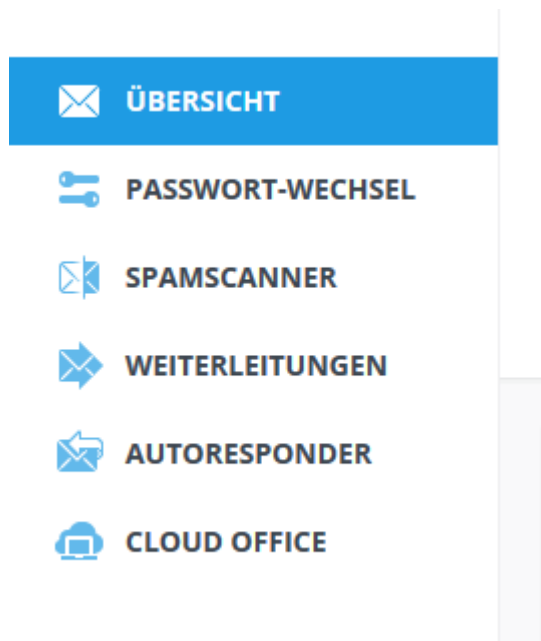 ÜBERSICHT
PASSWORT-WECHSEL
SPAMSCANNER
WEITERLEITUNGEN
AUTORESPONDER
CLOUD OFFICE